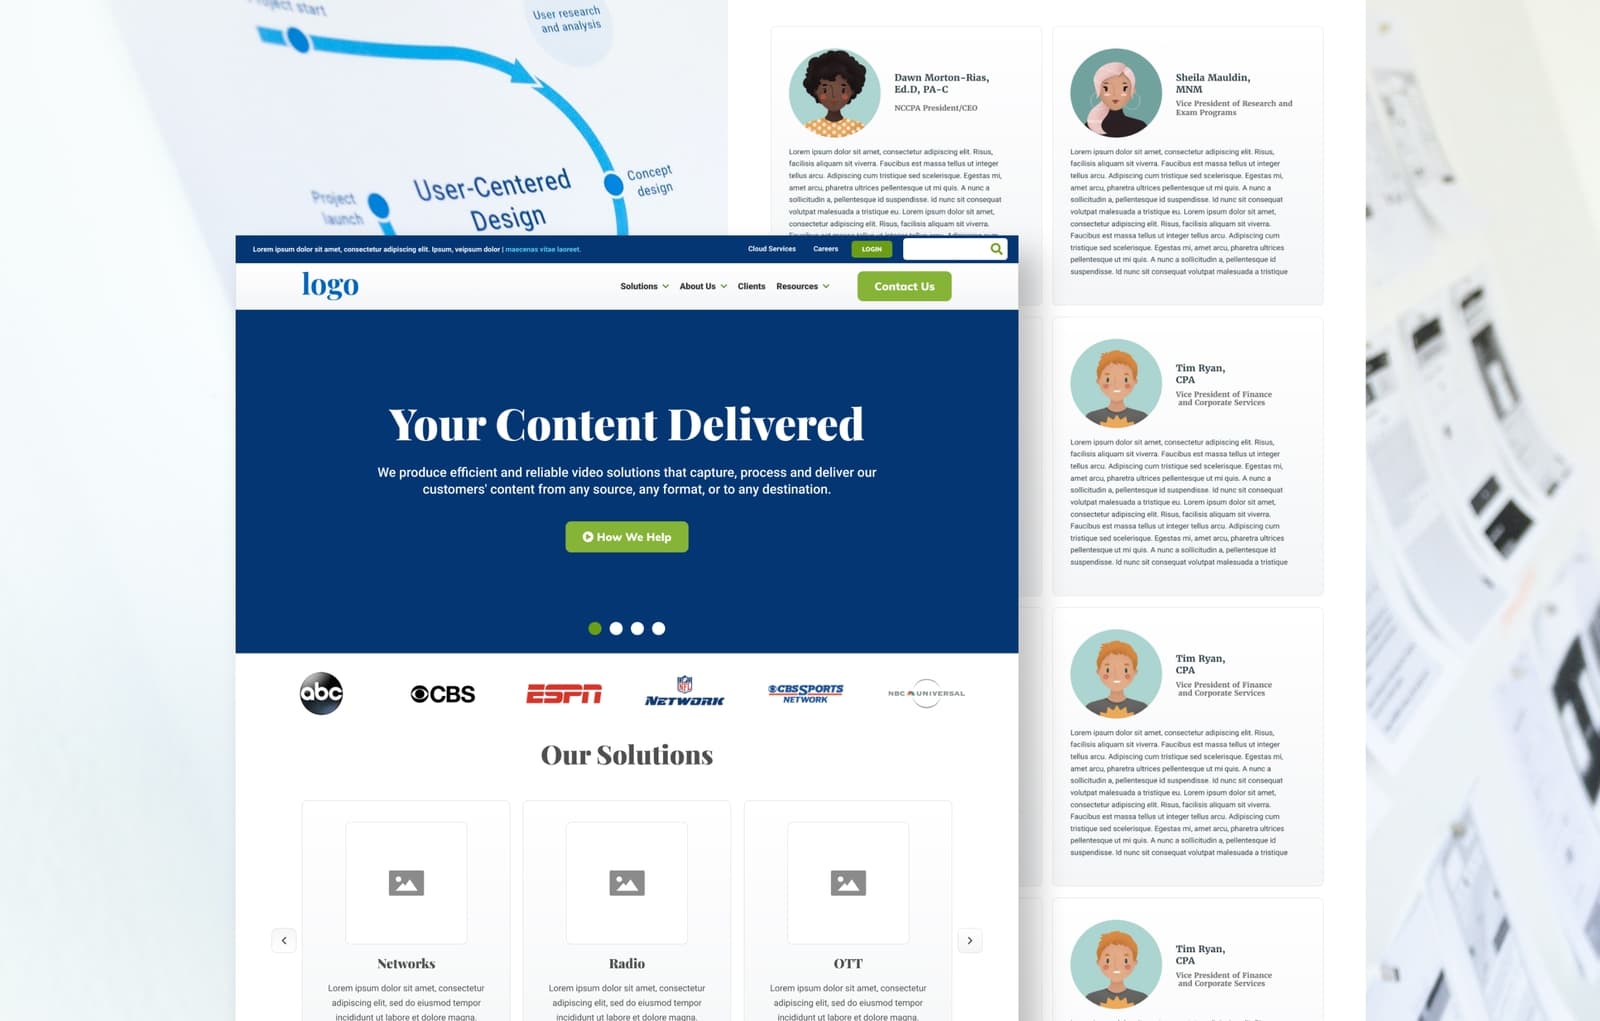 Project start
User research
and analysis
Concept
design
User-Centered
Design
Project
launch
Dawn Morton-Rias,
Ed.D, PA-C
NCCPA President/CEO
Lorem ipsum dolor sit amet, consectetur adipiscing elit. Risus,
facilisis aliquam sit viverra. Faucibus est massa tellus ut integer
tellus arcu. Adipiscing cum tristique sed scelerisque. Egestas mi,
amet arcu, pharetra ultrices pellentesque ut mi quis. A nunc a
sollicitudin a, pellentesque id suspendisse. Id nunc sit consequat
volutpat malesuada a tristique eu. Lorem ipsum dolor sit amet,
consectetur adipiscing elit. Risus, facilisis aliquam sit viverra.
Sheila Mauldin,
MNM
Vice President of Research and
Exam Programs
Lorem ipsum dolor sit amet, consectetur adipiscing elit. Risus,
facilisis aliquam sit viverra. Faucibus est massa tellus ut integer
tellus arcu. Adipiscing cum tristique sed scelerisque. Egestas mi,
amet arcu, pharetra ultrices pellentesque ut mi quis. A nunc a
sollicitudin a, pellentesque id suspendisse. Id nunc sit consequat
volutpat malesuada a tristique eu. Lorem ipsum dolor sit amet,
consectetur adipiscing elit. Risus, facilisis aliquam sit viverra.
Faucibus est massa tellus ut integer tellus arcu. Adipiscing cum
tristique sed scelerisque. Egestas mi, amet arcu, pharetra ultrices
pellentesque ut mi quis. A nunc a sollicitudin a, pellentesque id
suspendisse. Id nunc sit consequat volutpat malesuada a tristique
Lorem ipsum dolor sit amet, consectetur adipiscing elit. Ipsum, veipsum dolor | maecenas vitae laoreet.
Cloud Services
Careers
LOGIN
logo
Solutions
About Us
Clients
Resources
Contact Us
Your Content Delivered
We produce efficient and reliable video solutions that capture, process and deliver our
customers' content from any source, any format, or to any destination.
How We Help
abc
CBS
ESPN
NFL
NETWORK
CBS SPORTS
NETWORK
NBC UNIVERSAL
Our Solutions
Networks
Lorem ipsum dolor sit amet, consectetur
adipiscing elit, sed do eiusmod tempor
incididunt ut labore et dolore magna.
Radio
Lorem ipsum dolor sit amet, consectetur
adipiscing elit, sed do eiusmod tempor
incididunt ut labore et dolore magna.
OTT
Lorem ipsum dolor sit amet, consectetur
adipiscing elit, sed do eiusmod tempor
incididunt ut labore et dolore magna.
Tim Ryan,
CPA
Vice President of Finance
and Corporate Services
Lorem ipsum dolor sit amet, consectetur adipiscing elit. Risus,
facilisis aliquam sit viverra. Faucibus est massa tellus ut integer
tellus arcu. Adipiscing cum tristique sed scelerisque. Egestas mi,
amet arcu, pharetra ultrices pellentesque ut mi quis. A nunc a
sollicitudin a, pellentesque id suspendisse. Id nunc sit consequat
volutpat malesuada a tristique eu. Lorem ipsum dolor sit amet,
consectetur adipiscing elit. Risus, facilisis aliquam sit viverra.
Faucibus est massa tellus ut integer tellus arcu. Adipiscing cum
tristique sed scelerisque. Egestas mi, amet arcu, pharetra ultrices
pellentesque ut mi quis. A nunc a sollicitudin a, pellentesque id
suspendisse. Id nunc sit consequat volutpat malesuada a tristique
Tim Ryan,
CPA
Vice President of Finance
and Corporate Services
Lorem ipsum dolor sit amet, consectetur adipiscing elit. Risus,
facilisis aliquam sit viverra. Faucibus est massa tellus ut integer
tellus arcu. Adipiscing cum tristique sed scelerisque. Egestas mi,
amet arcu, pharetra ultrices pellentesque ut mi quis. A nunc a
sollicitudin a, pellentesque id suspendisse. Id nunc sit consequat
volutpat malesuada a tristique eu. Lorem ipsum dolor sit amet,
consectetur adipiscing elit. Risus, facilisis aliquam sit viverra.
Faucibus est massa tellus ut integer tellus arcu. Adipiscing cum
tristique sed scelerisque. Egestas mi, amet arcu, pharetra ultrices
pellentesque ut mi quis. A nunc a sollicitudin a, pellentesque id
suspendisse. Id nunc sit consequat volutpat malesuada a tristique
Tim Ryan,
CPA
Vice President of Finance
and Corporate Services